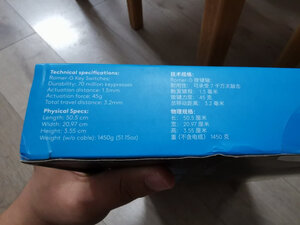 Technical specifications:
Romer-G Key Switches:
Durability: 70 million keypresses
Actuation distance: 1.5mm
Actuation force: 45g
Total travel distance: 3.2mm
Physical Specs:
Length: 50.5 cm
Width: 20.97 cm
Height: 3.55 cm
Weight (w/o cable): 1450g (51.15oz)
技术规格:
Romer-G 按键轴
耐用性: 可承受 7 千万次敲击
触发键程: 1.5 毫米
触发力度: 45 克
总移动距离: 3.2 毫米
物理规格:
长: 50.5 厘米
宽: 20.97 厘米
高: 3.55 厘米
重 (不含电缆): 1450 克